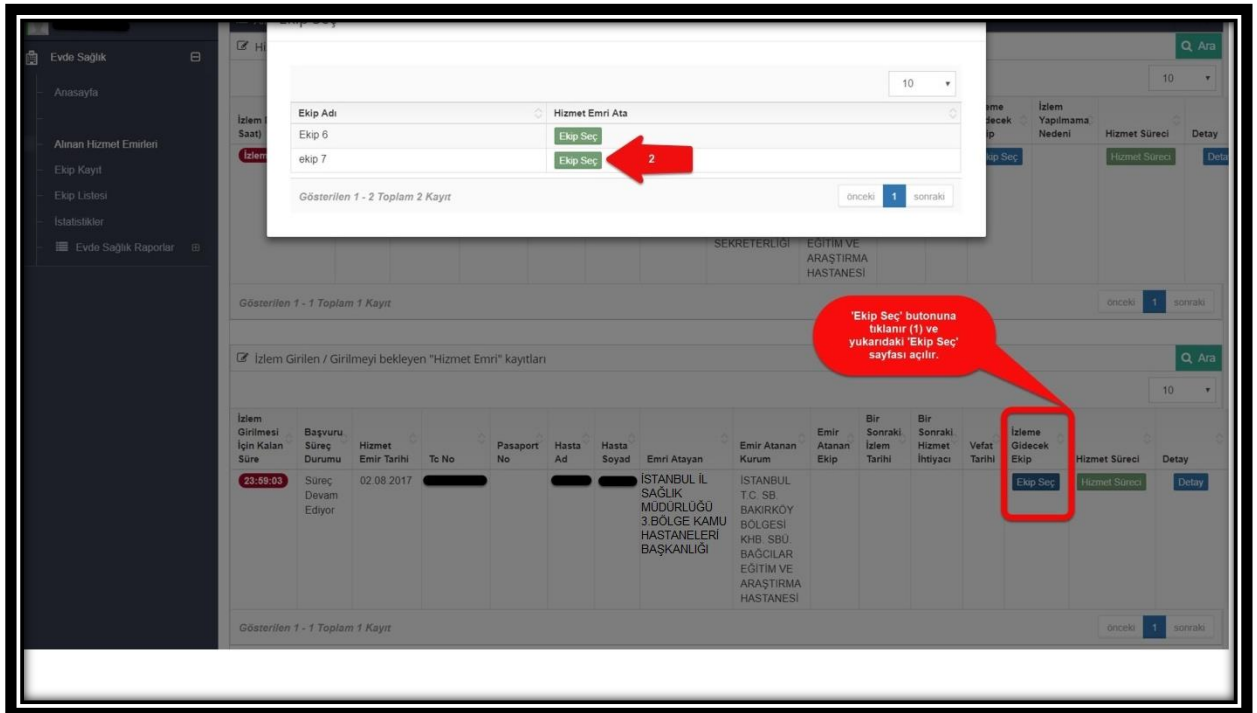 Ekip Seç
Evde Sağlık
Anasayfa
Alınan Hizmet Emirleri
Ekip Kayıt
Ekip Listesi
İstatistikler
Evde Sağlık Raporlar
Ara
10
10
Ekip Adı Hizmet Emri Ata
Ekip 6 Ekip Seç
ekip 7 Ekip Seç 2
Gösterilen 1 - 2 Toplam 2 Kayıt
önceki 1 sonraki
İzlem
Saat)
İzlem
Yapılmama
Nedeni
Hizmet Süreci
Detay
Hizmet Süreci
SEKRETERLİĞİ
EĞİTİM VE
ARAŞTIRMA
HASTANESİ
Gösterilen 1 - 1 Toplam 1 Kayıt
önceki 1 sonraki
'Ekip Seç' butonuna
tıklanır (1) ve
yukarıdaki 'Ekip Seç'
sayfası açılır.
İzlem Girilen / Girilmeyi bekleyen "Hizmet Emri" kayıtları
Ara
10
İzlem
Girilmesi
İçin Kalan
Süre
Başvuru
Süreç
Durumu
Hizmet
Emir Tarihi
Tc No
Pasaport
No
Hasta
Ad
Hasta
Soyad
Emri Atayan
Emir Atanan
Kurum
Emir
Atanan
Ekip
Bir
Sonraki
İzlem
Tarihi
Bir
Sonraki
Hizmet
İhtiyacı
Vefat
Tarihi
İzleme
Gidecek
Ekip
Hizmet Süreci
Detay
23:59:03
Süreç
Devam
Ediyor
02.08.2017
İSTANBUL İL
SAĞLIK
MÜDÜRLÜĞÜ
3.BÖLGE KAMU
HASTANELERİ
BAŞKANLIĞI
İSTANBUL
T.C. SB.
BAKIRKÖY
BÖLGESİ
KHB. SBÜ.
BAĞCILAR
EĞİTİM VE
ARAŞTIRMA
HASTANESİ
Ekip Seç
Hizmet Süreci
Detay
Gösterilen 1 - 1 Toplam 1 Kayıt
önceki 1 sonraki